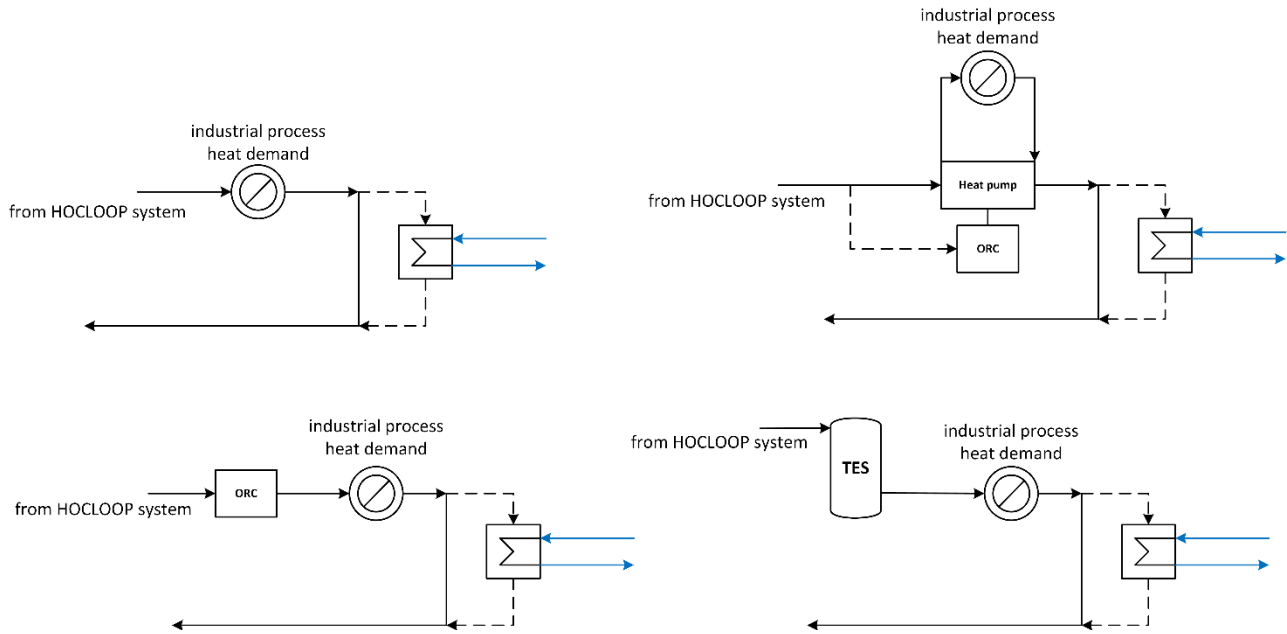 industrial process
heat demand
from HOCLOOP system
industrial process
heat demand
Heat pump
from HOCLOOP system
ORC
industrial process
heat demand
ORC
from HOCLOOP system
industrial process
heat demand
from HOCLOOP system
TES